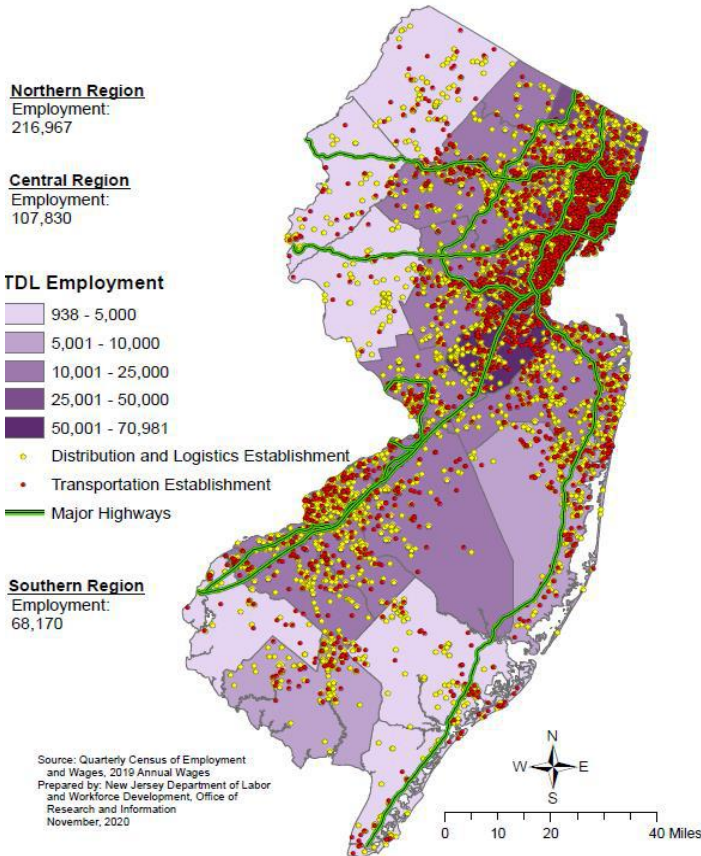 Northern Region
Employment:
216,967
Central Region
Employment:
107,830
TDL Employment
938 - 5,000
5,001 - 10,000
10,001 - 25,000
25,001 - 50,000
50,001 - 70,981
Distribution and Logistics Establishment
Transportation Establishment
Major Highways
Southern Region
Employment:
68,170
Source: Quarterly Census of Employment
and Wages, 2019 Annual Wages
Prepared by: New Jersey Department of Labor
and Workforce Development, Office of
Research and Information
November, 2020
N
W E
S
0 10 20 40 Miles